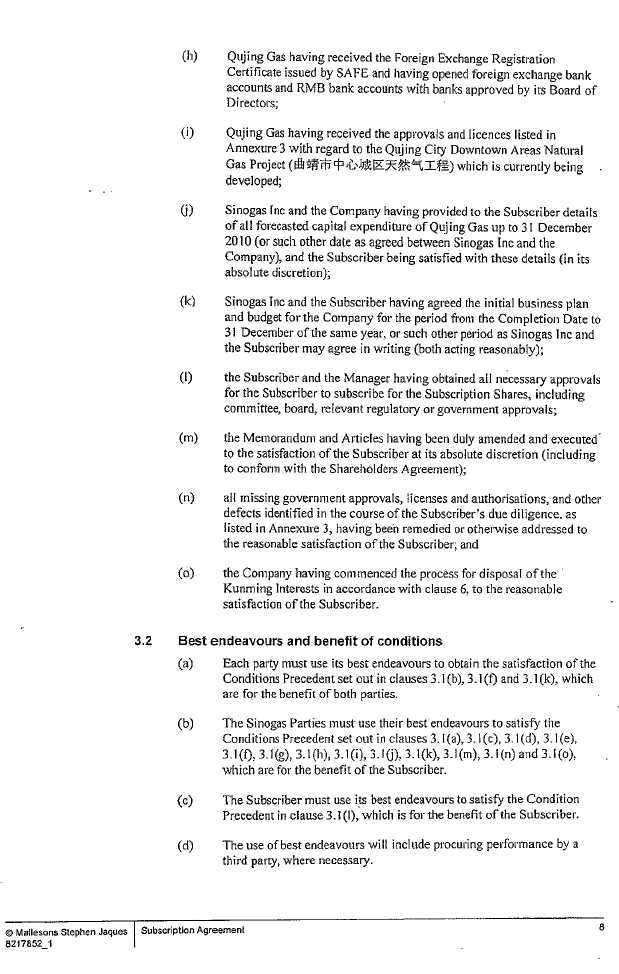 (h) Qujing Gas having received the Foreign Exchange Registration
Certificate issued by SAFE and having opened foreign exchange bank
accounts and RMB bank accounts with banks approved by its Board of
Directors;
(i) Qujing Gas having received the approvals and licences listed in
Annexure 3 with regard to the Qujing City Downtown Areas Natural
Gas Project (曲靖市中心城区天然气工程) which is currently being
developed;
(j) Sinogas Inc and the Company having provided to the Subscriber details
of all forecasted capital expenditure of Qujing Gas up to 31 December
2010 (or such other date as agreed between Sinogas Inc and the
Company), and the Subscriber being satisfied with these details (in its
absolute discretion);
(k) Sinogas Inc and the Subscriber having agreed the initial business plan
and budget for the Company for the period from the Completion Date to
31 December of the same year, or such other period as Sinogas Inc and
the Subscriber may agree in writing (both acting reasonably);
(l) the Subscriber and the Manager having obtained all necessary approvals
for the Subscriber to subscribe for the Subscription Shares, including
committee, board, relevant regulatory or government approvals;
(m) the Memorandum and Articles having been duly amended and executed
to the satisfaction of the Subscriber at its absolute discretion (including
to conform with the Shareholders Agreement);
(n) all missing government approvals, licenses and authorisations, and other
defects identified in the course of the Subscriber's due diligence. as
listed in Annexure 3, having been remedied or otherwise addressed to
the reasonable satisfaction of the Subscriber; and
(o) the Company having commenced the process for disposal of the
Kunming Interests in accordance with clause 6, to the reasonable
satisfaction of the Subscriber.
3.2 Best endeavours and benefit of conditions
(a) Each party must use its best endeavours to obtain the satisfaction of the
Conditions Precedent set out in clauses 3.1(b), 3.1(f) and 3.1(k), which
are for the benefit of both parties.
(b) The Sinogas Parties must use their best endeavours to satisfy the
Conditions Precedent set out in clauses 3.1(a), 3.1(c), 3.1(d), 3.1(e),
3.1(f), 3.1(g), 3.1(h), 3.1(i), 3.1(j), 3.1(k), 3.1(m), 3.1(n) and 3.1(o),
which are for the benefit of the Subscriber.
(c) The Subscriber must use its best endeavours to satisfy the Condition
Precedent in clause 3.1(l), which is for the benefit of the Subscriber.
(d) The use of best endeavours will include procuring performance by a
third party, where necessary.
© Mallesons Stephen Jaques Subscription Agreement 8
8217852_1